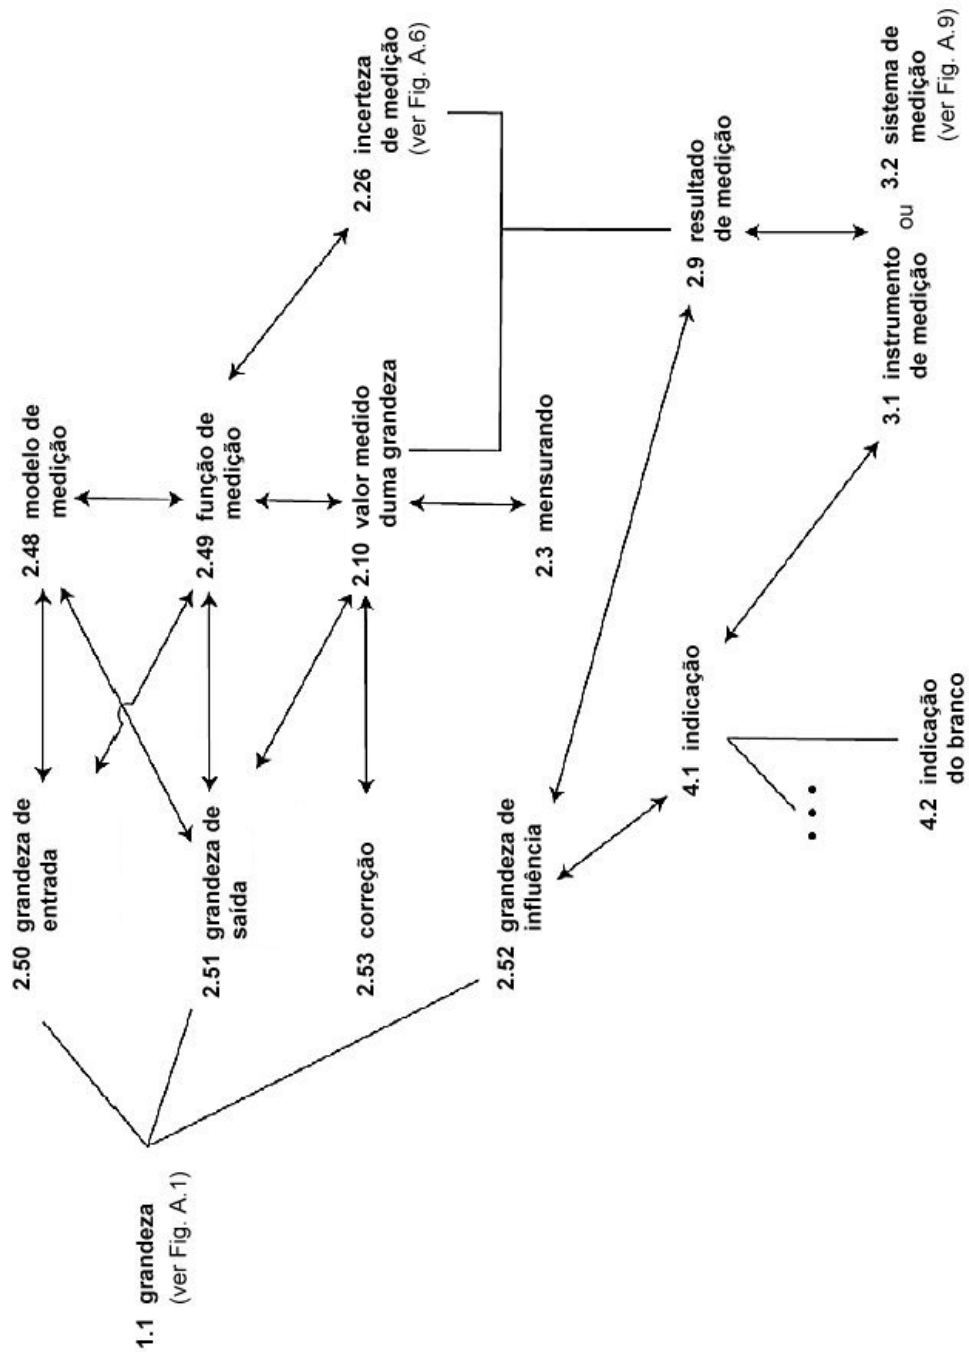 1.1 grandeza
(ver Fig. A.1)
2.50 grandeza de
entrada
2.51 grandeza de
saída
2.53 correção
2.52 grandeza de
influência
2.48 modelo de
medição
2.49 função de
medição
2.10 valor medido
duma grandeza
2.3 mensurando
2.26 incerteza
de medição
(ver Fig. A.6)
2.9 resultado
de medição
4.1 indicação
• • •
4.2 indicação
do branco
3.1 instrumento
de medição
ou
3.2 sistema de
medição
(ver Fig. A.9)